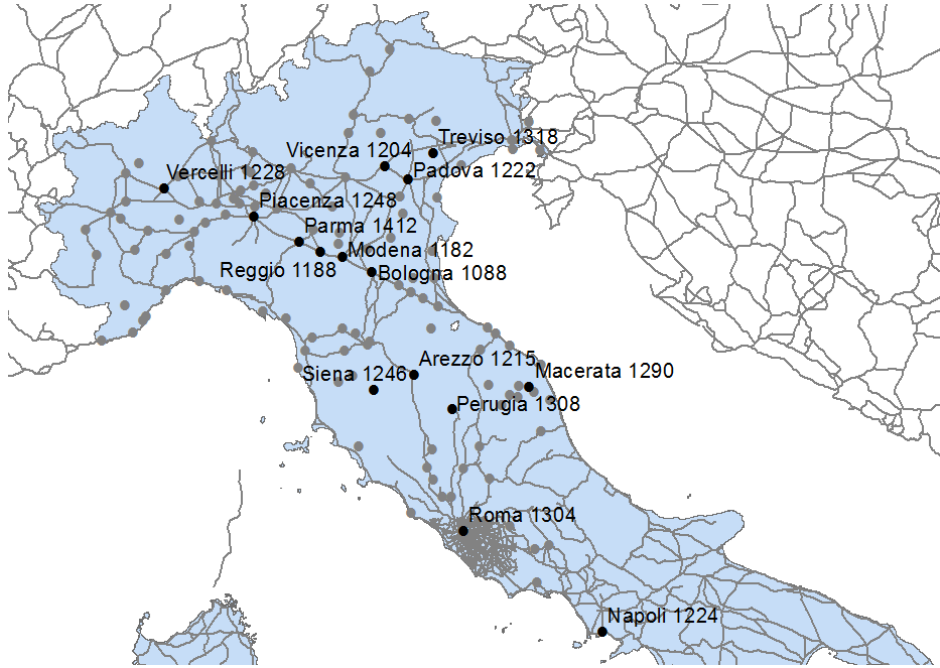 Treviso 1318
Vicenza 1204
Vercelli 1228
Padova 1222
Piacenza 1248
Parma 1412
Modena 1182
Reggio 1188
Bologna 1088
Arezzo 1215
Siena 1246
Macerata 1290
Perugia 1308
Roma 1304
Napoli 1224